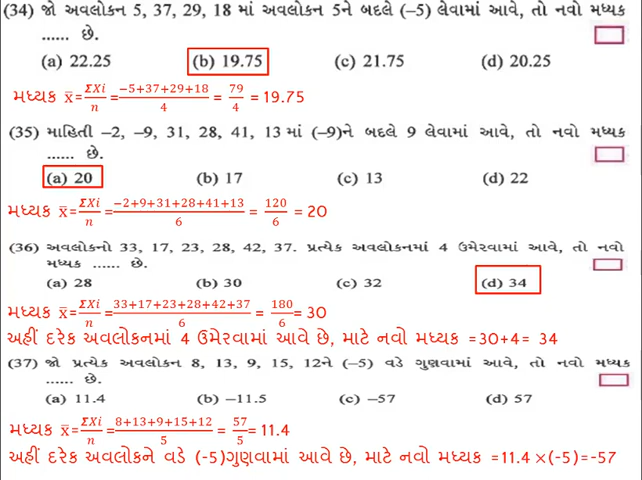 (34) જો અવલોકન 5, 37, 29, 18 માં અવલોકન 5ને બદલે (−5) લેવામાં આવે, તો નવો મધ્યક
...... છે.
(a) 22.25 (b) 19.75 (c) 21.75 (d) 20.25
મધ્યક x̅=ΣXi/n=−5+37+29+18/4=79/4=19.75
(35) માહિતી −2, −9, 31, 28, 41, 13 માં (−9)ને બદલે 9 લેવામાં આવે, તો નવો મધ્યક
...... છે.
(a) 20 (b) 17 (c) 13 (d) 22
મધ્યક x̅=ΣXi/n=−2+9+31+28+41+13/6=120/6=20
(36) અવલોકનો 33, 17, 23, 28, 42, 37. પ્રત્યેક અવલોકનમાં 4 ઉમેરવામાં આવે, તો નવો
મધ્યક ...... છે.
(a) 28 (b) 30 (c) 32 (d) 34
મધ્યક x̅=ΣXi/n=33+17+23+28+42+37/6=180/6=30
અહીં દરેક અવલોકનમાં 4 ઉમેરવામાં આવે છે, માટે નવો મધ્યક =30+4= 34
(37) જો પ્રત્યેક અવલોકન 8, 13, 9, 15, 12ને (−5) વડે ગુણવામાં આવે, તો નવો મધ્યક
...... છે.
(a) 11.4 (b) −11.5 (c) −57 (d) 57
મધ્યક x̅=ΣXi/n=8+13+9+15+12/5=57/5=11.4
અહીં દરેક અવલોકને વડે (-5)ગુણવામાં આવે છે, માટે નવો મધ્યક =11.4 ×(-5)=-57